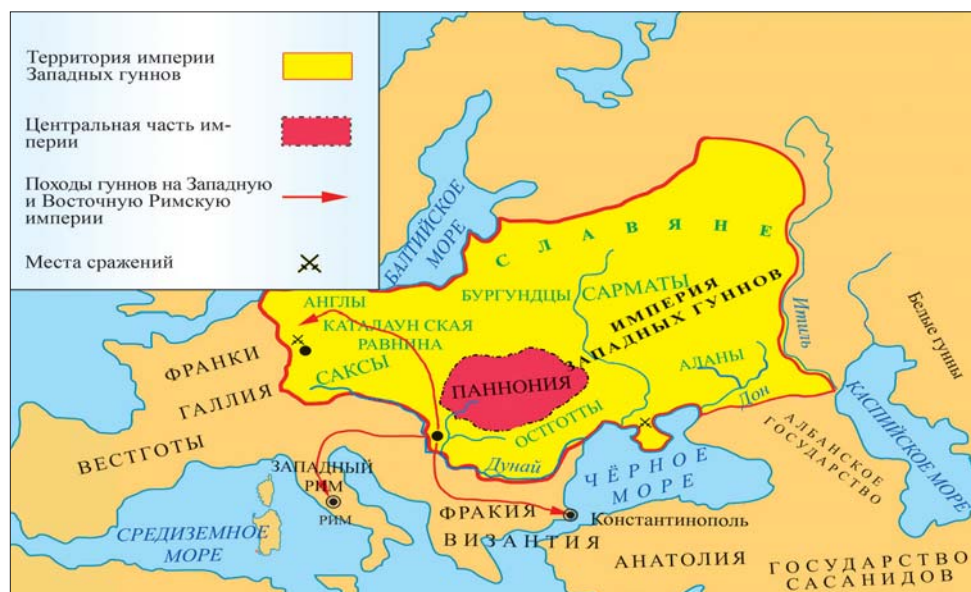 Территория империи
Западных гуннов
Центральная часть им-
перии
Походы гуннов на Западную
и Восточную Римскую
империи
Места сражений
БАЛТИЙСКОЕ
МОРЕ
СЛАВЯНЕ
АНГЛЫ
БУРГУНДЦЫ
САРМАТЫ
ИМПЕРИЯ
ЗАПАДНЫХ ГУННОВ
Итиль
Белые гунны
КАТАЛАУН СКАЯ
РАВНИНА
ФРАНКИ
САКСЫ
ПАННОНИЯ
АЛАНЫ
Дон
ГАЛЛИЯ
ОСТГОТТЫ
КАСПИЙСКОЕ МОРЕ
АЛБАНСКОЕ
ГОСУДАРСТВО
ВЕСТГОТЫ
Дунай
ЧЁРНОЕ
МОРЕ
ЗАПАДНЫЙ
РИМ
РИМ
ФРАКИЯ
Константинополь
СРЕДИЗЕМНОЕ
МОРЕ
ВИЗАНТИЯ
АНАТОЛИЯ
ГОСУДАРСТВО
САСАНИДОВ